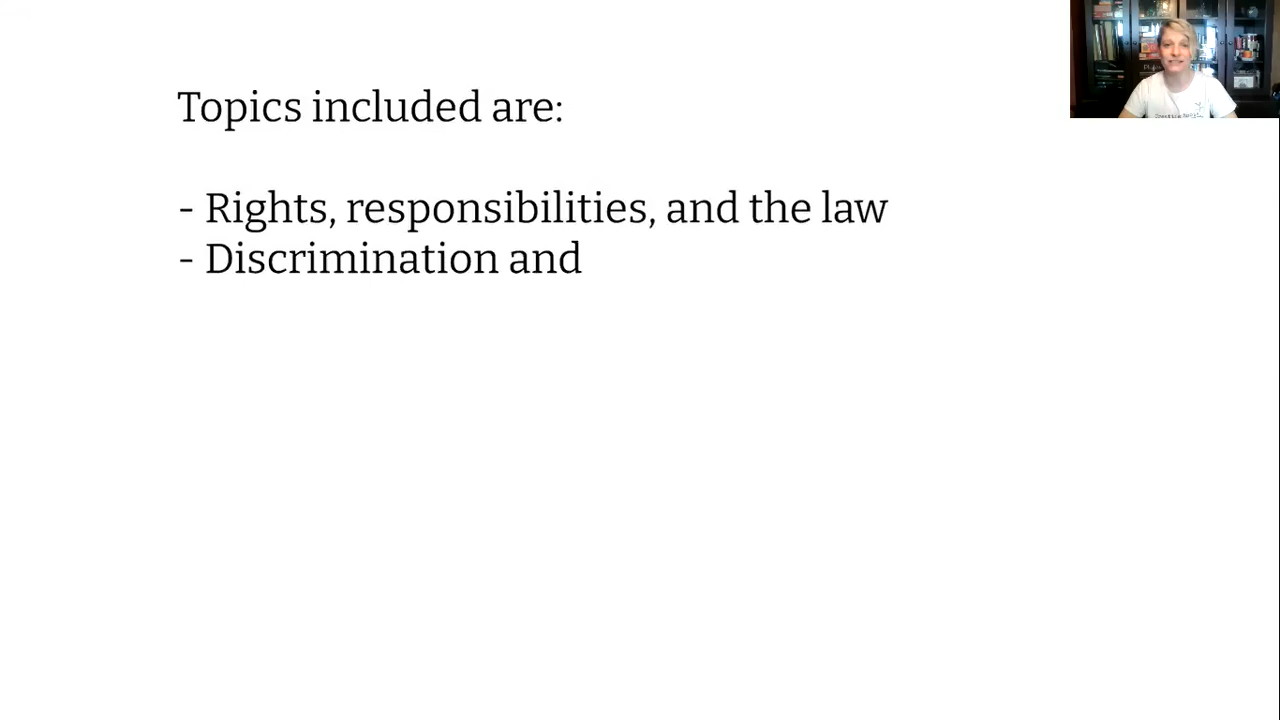 Topics included are:
- Rights, responsibilities, and the law
- Discrimination and